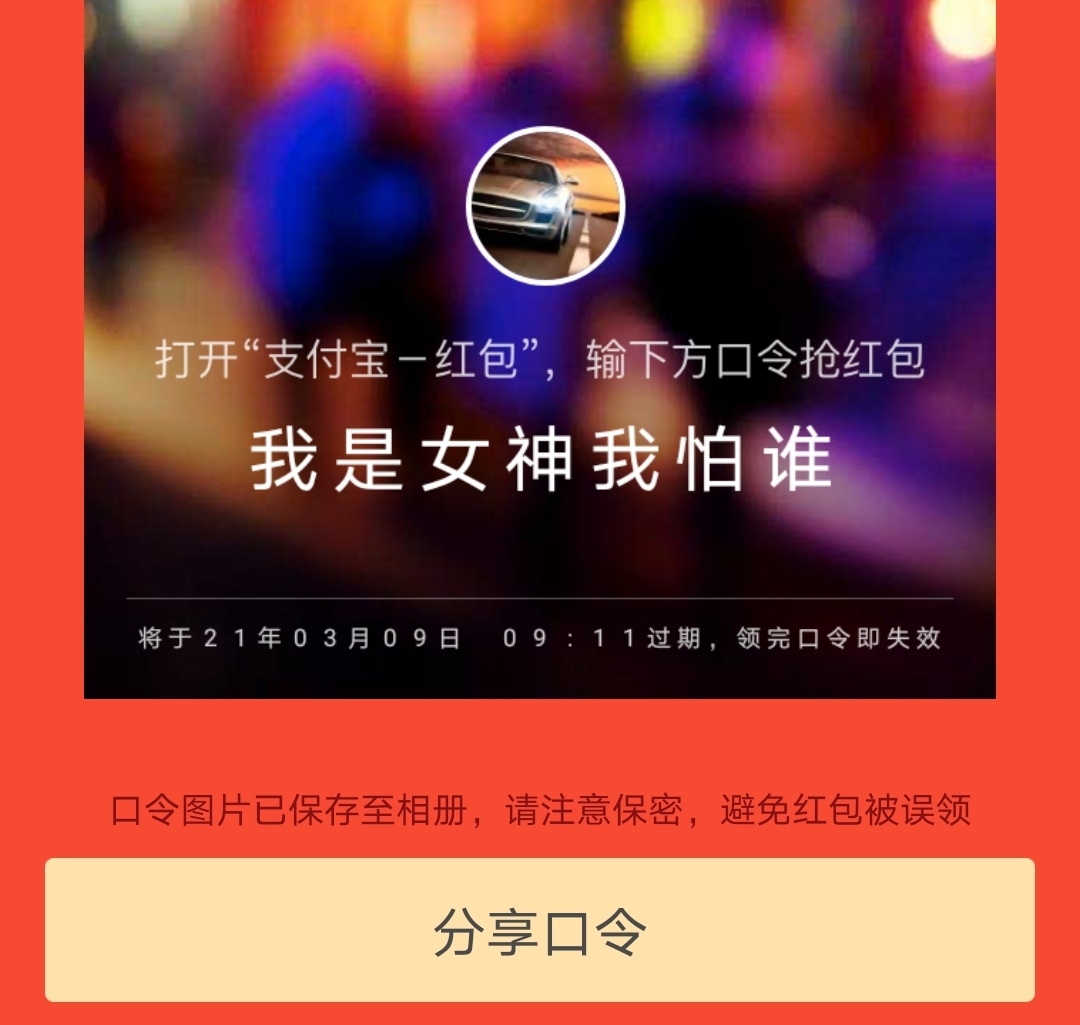 打开“支付宝－红包”，输下方口令抢红包
我是女神我怕谁
将于21年03月09日 09:11过期，领完口令即失效
口令图片已保存至相册，请注意保密，避免红包被误领
分享口令